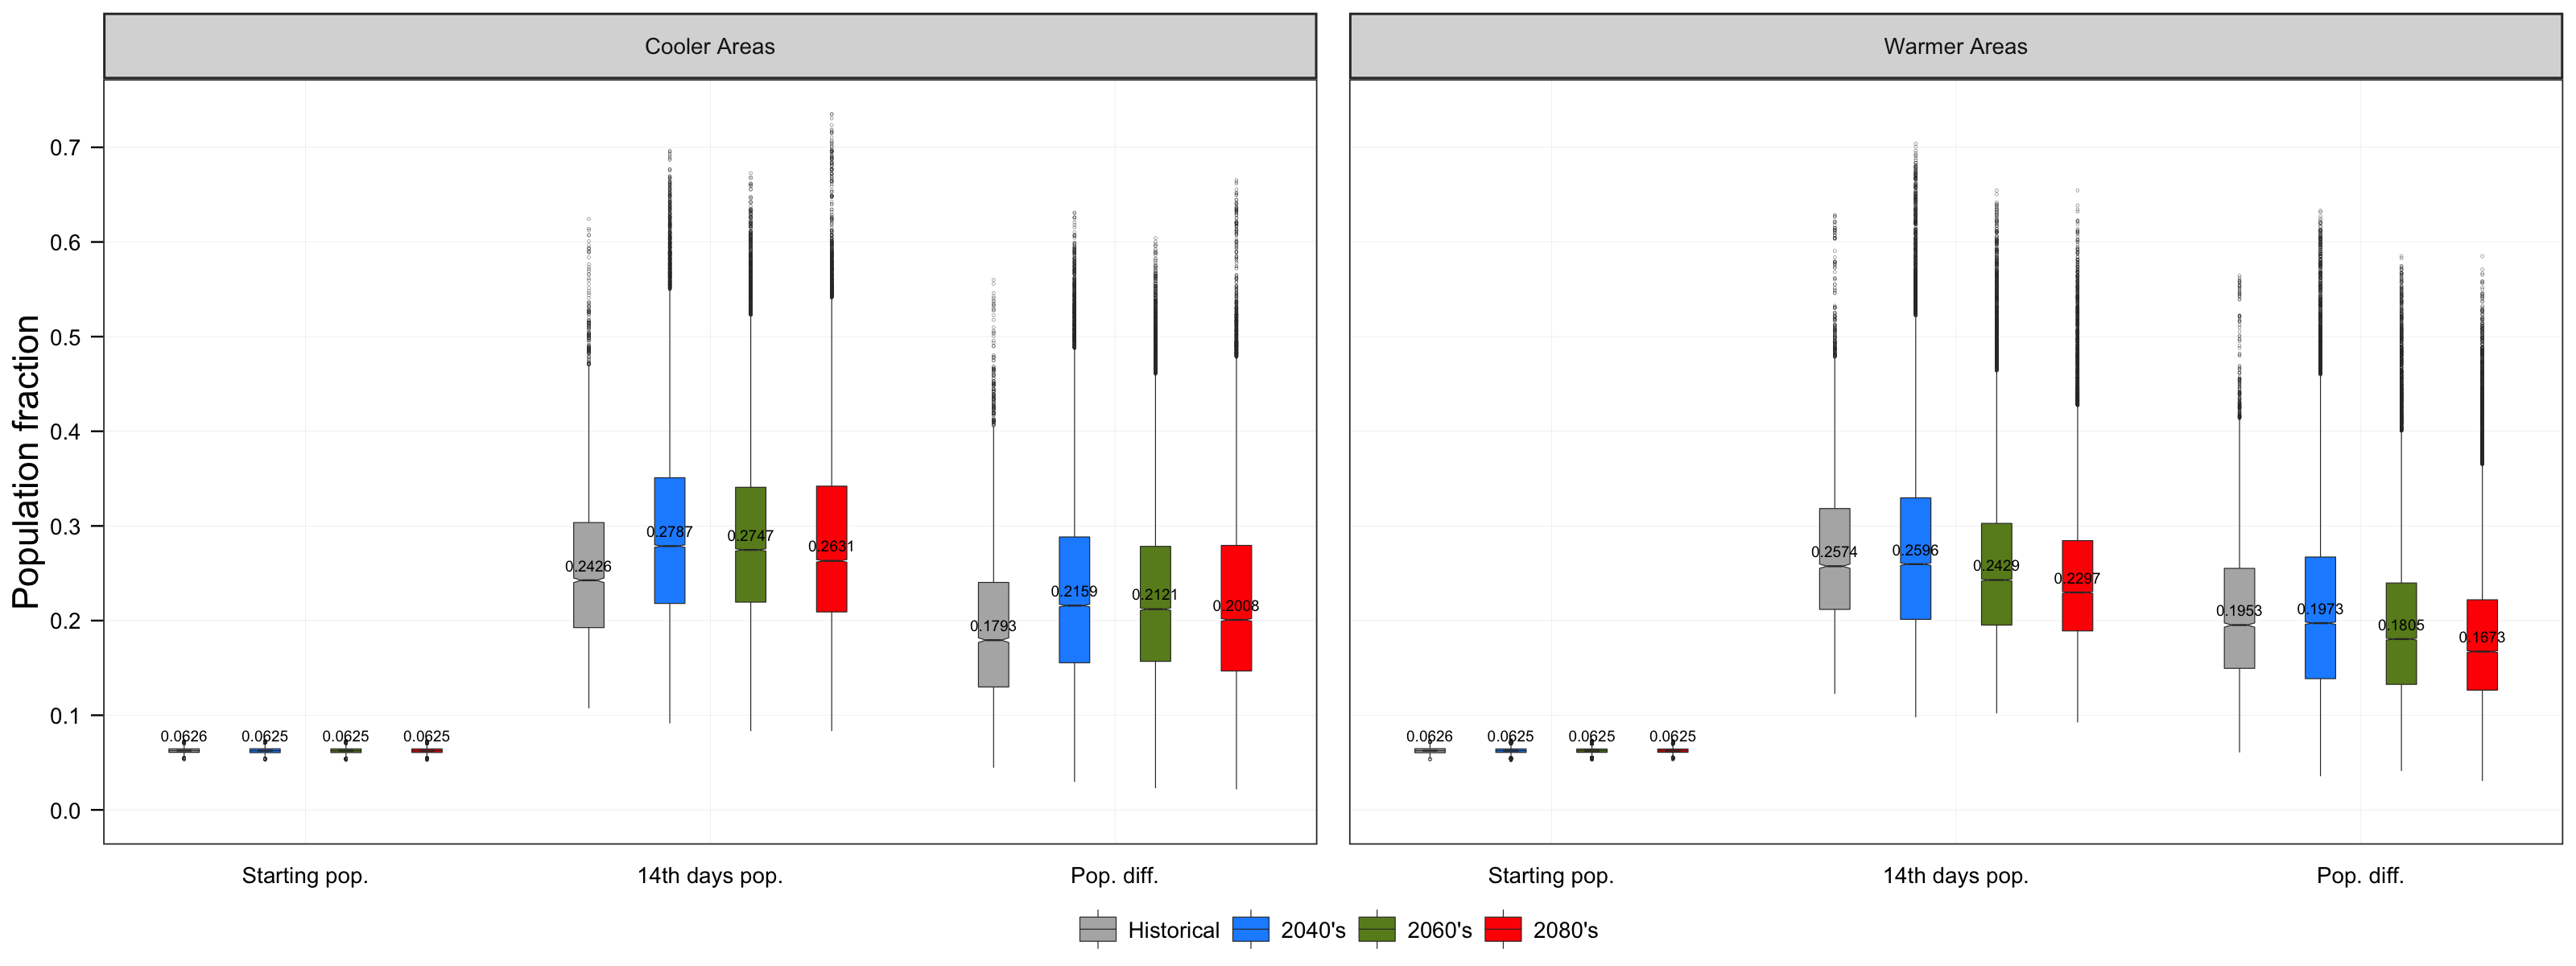 Cooler Areas
Warmer Areas
Population fraction
0.7
0.6
0.5
0.4
0.3
0.2
0.1
0.0
0.0626 0.0625 0.0625 0.0625
0.2426 0.2787 0.2747 0.2631
0.1793 0.2159 0.2121 0.2008
0.0626 0.0625 0.0625 0.0625
0.2574 0.2596 0.2429 0.2297
0.1953 0.1973 0.1805 0.1673
Starting pop. 14th days pop. Pop. diff.
Starting pop. 14th days pop. Pop. diff.
Historical 2040's 2060's 2080's